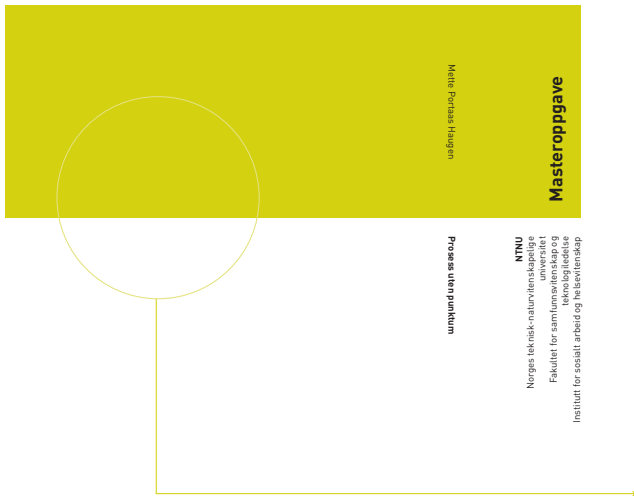 Mette Portaas Haugen
Prosess uten punktum
Masteroppgave
NTNU
Norges teknisk-naturvitenskapelige
universitet
Fakultet for samfunnsvitenskap og
teknologiledelse
Institutt for sosialt arbeid og helsevitenskap